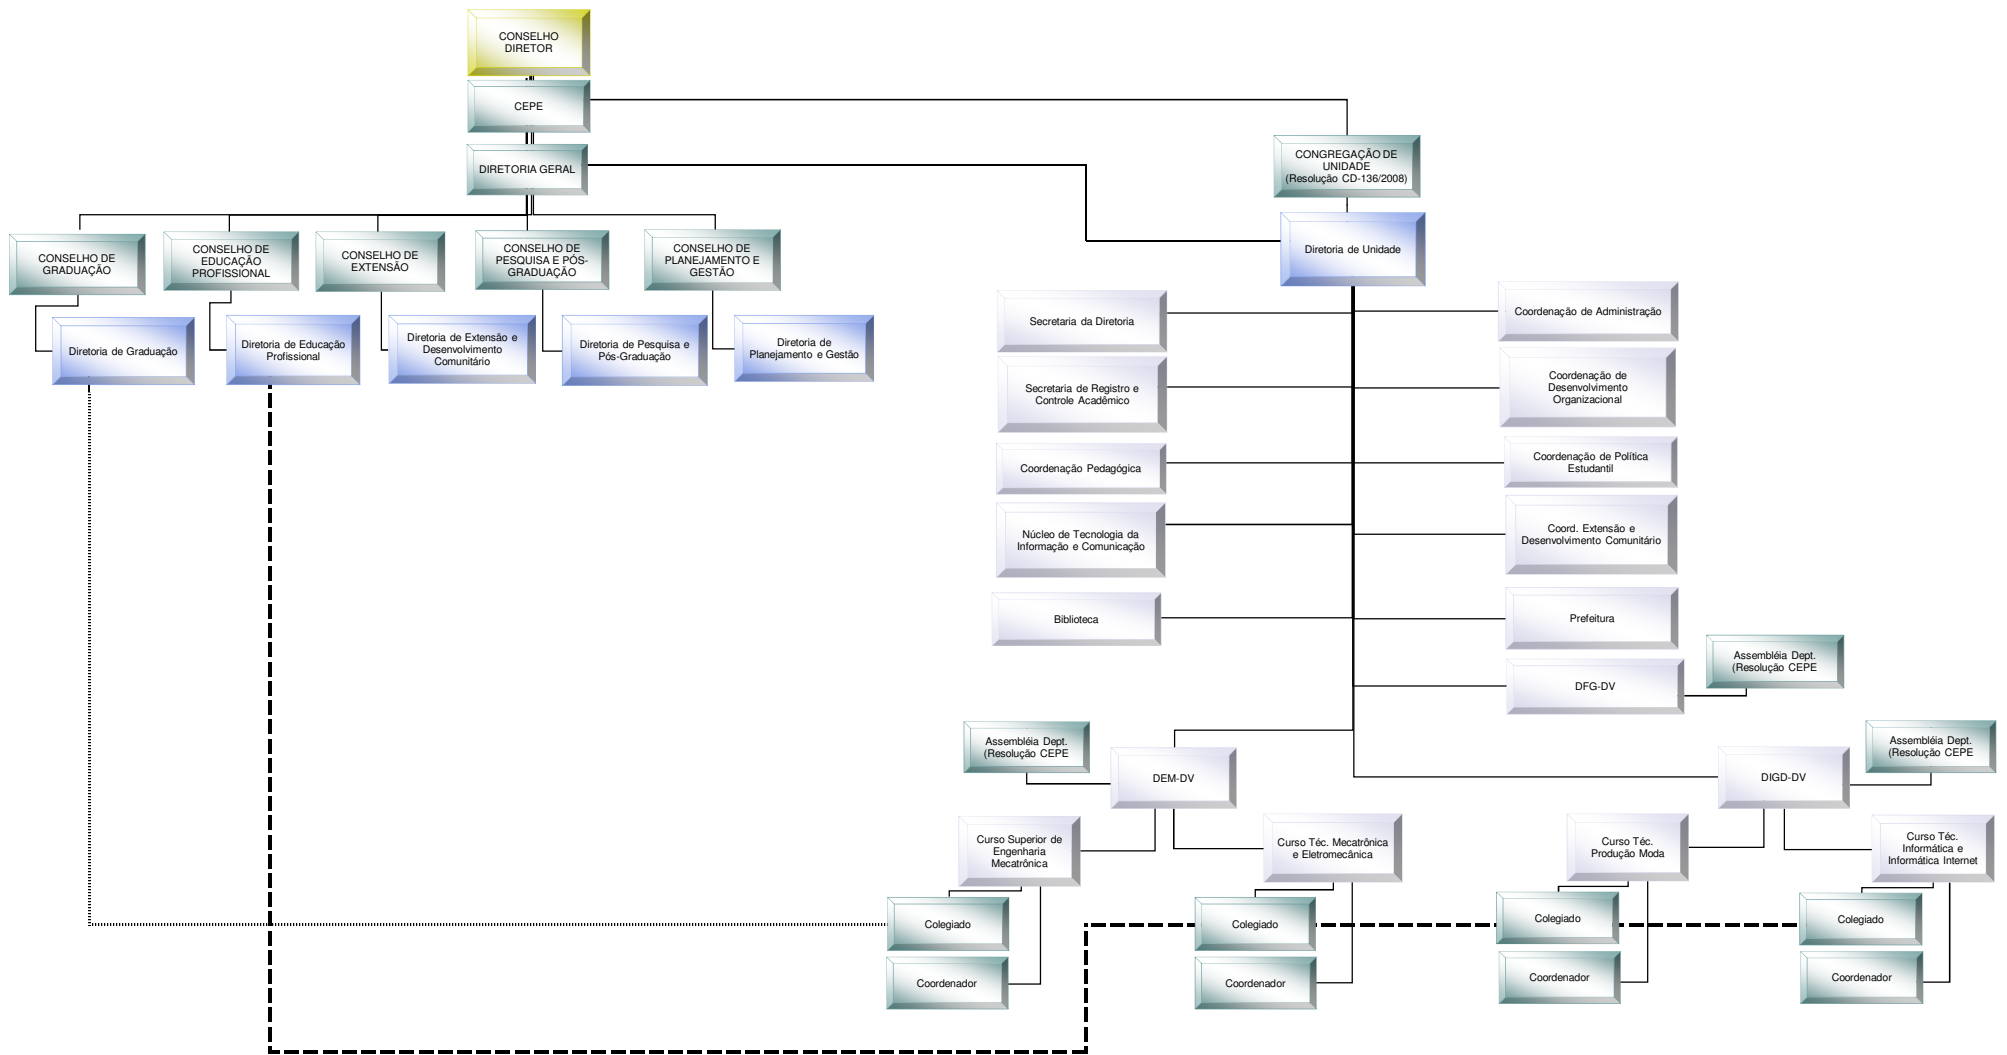 CONSELHO
DIRETOR
CEPE
DIRETORIA GERAL
CONGREGAÇÃO DE
UNIDADE
(Resolução CD-136/2008)
Diretoria de Unidade
CONSELHO DE
GRADUAÇÃO
CONSELHO DE
EDUCAÇÃO
PROFISSIONAL
CONSELHO DE
EXTENSÃO
CONSELHO DE
PESQUISA E PÓS-
GRADUAÇÃO
CONSELHO DE
PLANEJAMENTO E
GESTÃO
Diretoria de Graduação
Diretoria de Educação
Profissional
Diretoria de Extensão e
Desenvolvimento
Comunitário
Diretoria de Pesquisa e
Pós-Graduação
Diretoria de
Planejamento e Gestão
Secretaria da Diretoria
Coordenação de Administração
Secretaria de Registro e
Controle Acadêmico
Coordenação de
Desenvolvimento
Organizacional
Coordenação Pedagógica
Coordenação de Política
Estudantil
Núcleo de Tecnologia da
Informação e Comunicação
Coord. Extensão e
Desenvolvimento Comunitário
Biblioteca
Prefeitura
DFG-DV
Assembléia Dept.
(Resolução CEPE
Assembléia Dept.
(Resolução CEPE
DEM-DV
DIGD-DV
Assembléia Dept.
(Resolução CEPE
Curso Superior de
Engenharia
Mecatrônica
Curso Téc. Mecatrônica
e Eletromecânica
Curso Téc.
Produção Moda
Curso Téc.
Informática e
Informática Internet
Colegiado
Colegiado
Colegiado
Colegiado
Coordenador
Coordenador
Coordenador
Coordenador